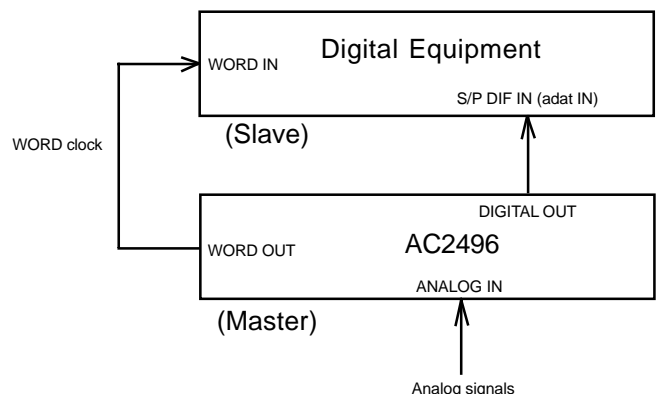 Digital Equipment
WORD IN
S/P DIF IN (adat IN)
(Slave)
WORD clock
DIGITAL OUT
WORD OUT
AC2496
ANALOG IN
(Master)
Analog signals